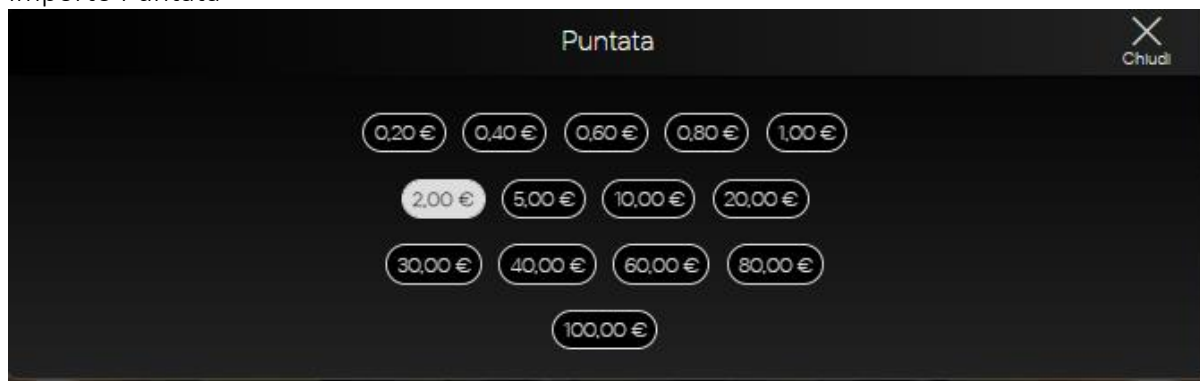 Importo Puntata
Puntata
Chiudi
0,20 € 0,40 € 0,60 € 0,80 € 1,00 €
2,00 € 5,00 € 10,00 € 20,00 €
30,00 € 40,00 € 60,00 € 80,00 €
100,00 €